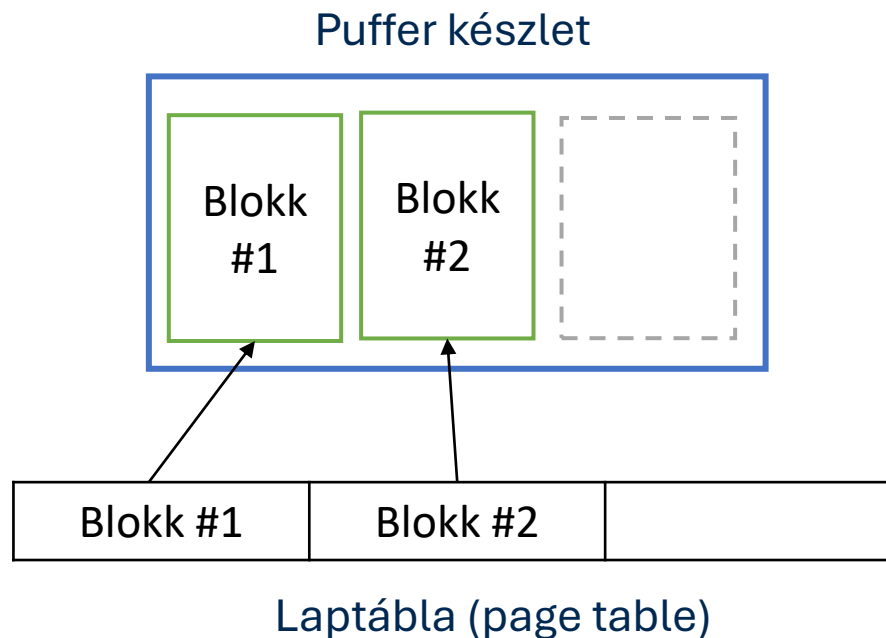 Puffer készlet
Blokk
#1
Blokk
#2
Blokk #1
Blokk #2
Laptábla (page table)